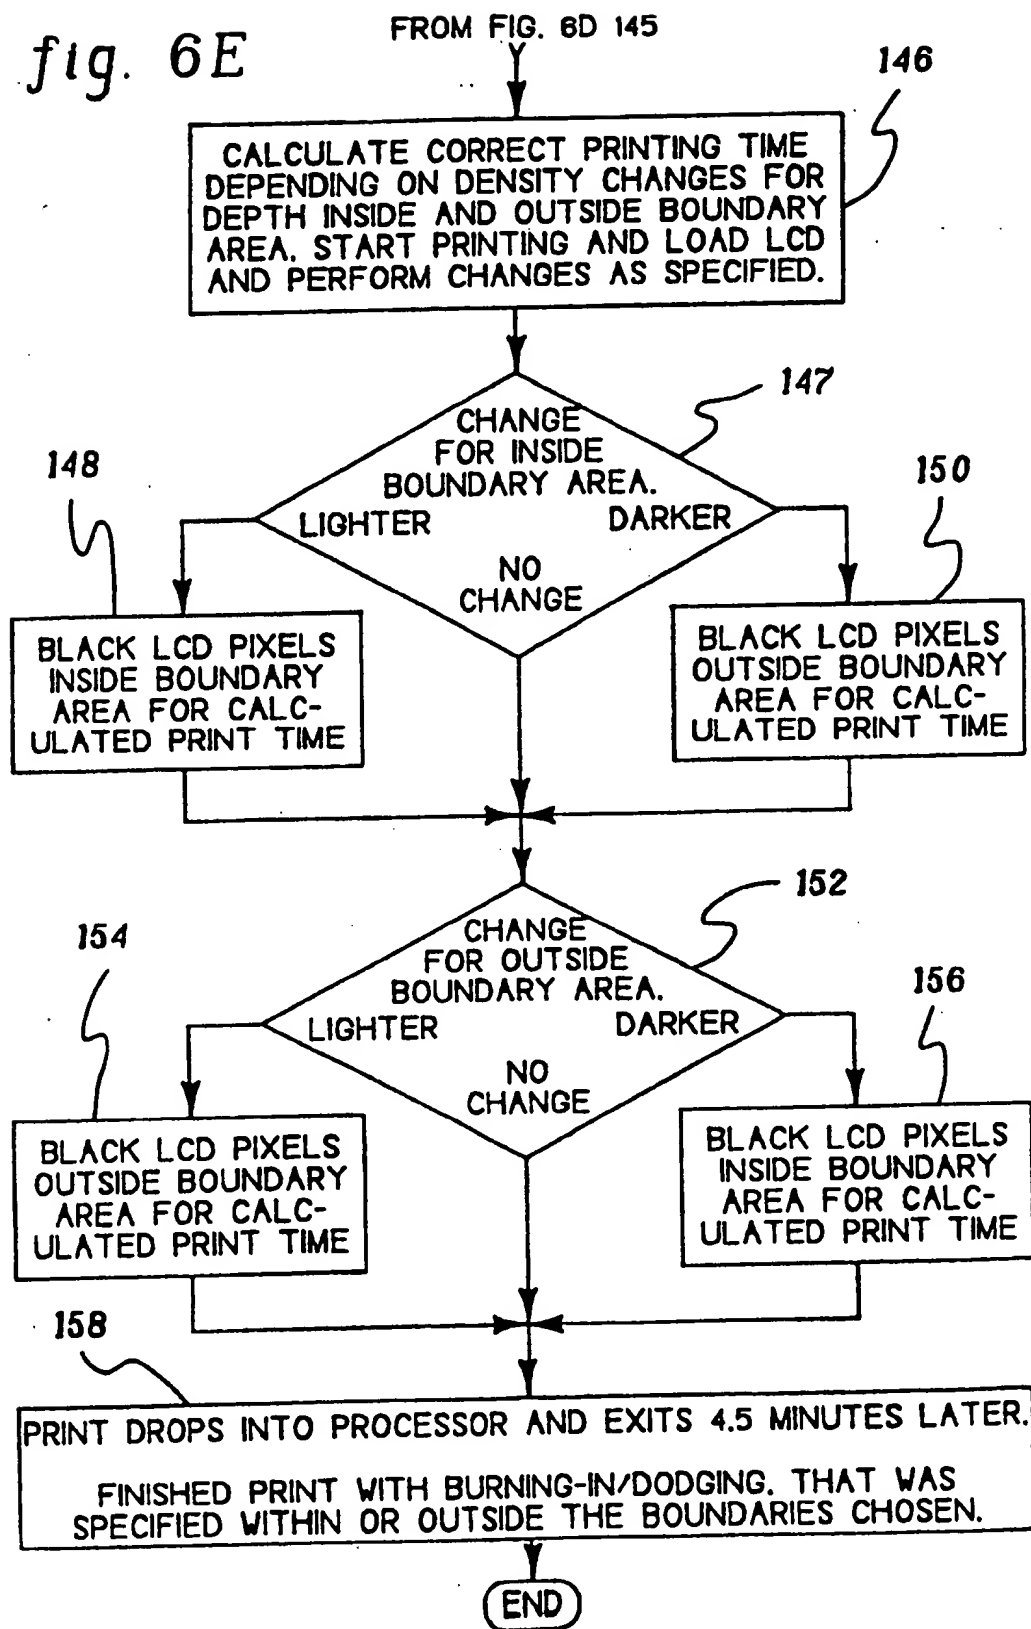 fig. 6E
FROM FIG. 6D 145
Y
146
CALCULATE CORRECT PRINTING TIME
DEPENDING ON DENSITY CHANGES FOR
DEPTH INSIDE AND OUTSIDE BOUNDARY
AREA. START PRINTING AND LOAD LCD
AND PERFORM CHANGES AS SPECIFIED.
147
CHANGE
FOR INSIDE
BOUNDARY AREA.
LIGHTER DARKER
NO
CHANGE
148
BLACK LCD PIXELS
INSIDE BOUNDARY
AREA FOR CALC-
ULATED PRINT TIME
150
BLACK LCD PIXELS
OUTSIDE BOUNDARY
AREA FOR CALC-
ULATED PRINT TIME
152
CHANGE
FOR OUTSIDE
BOUNDARY AREA.
LIGHTER DARKER
NO
CHANGE
154
BLACK LCD PIXELS
OUTSIDE BOUNDARY
AREA FOR CALC-
ULATED PRINT TIME
156
BLACK LCD PIXELS
INSIDE BOUNDARY
AREA FOR CALC-
ULATED PRINT TIME
158
PRINT DROPS INTO PROCESSOR AND EXITS 4.5 MINUTES LATER.
FINISHED PRINT WITH BURNING-IN/DODGING. THAT WAS
SPECIFIED WITHIN OR OUTSIDE THE BOUNDARIES CHOSEN.
END